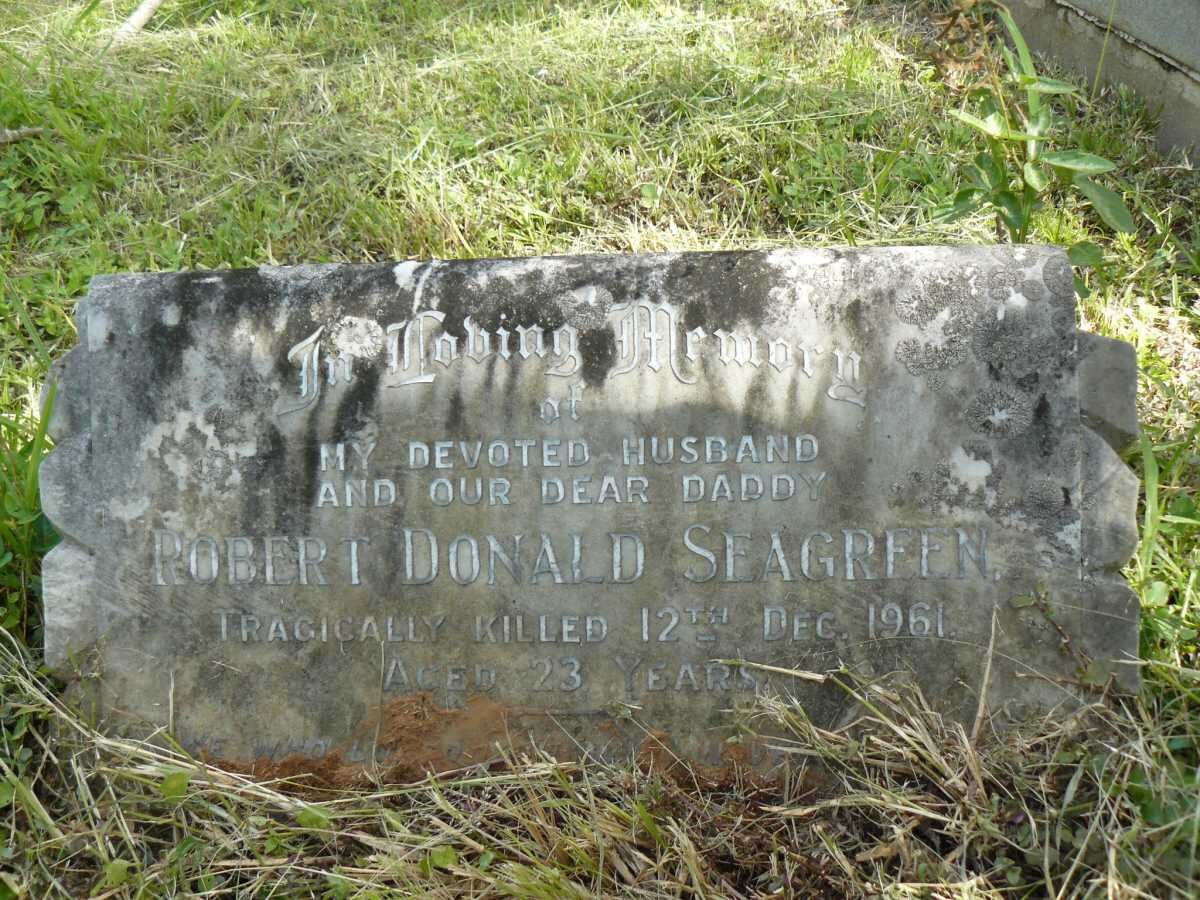 In Loving Memory
of
MY DEVOTED HUSBAND
AND OUR DEAR DADDY
ROBERT DONALD SEAGREEN.
TRAGICALLY KILLED 12TH DEC. 1961.
AGED 23 YEARS.
WHO